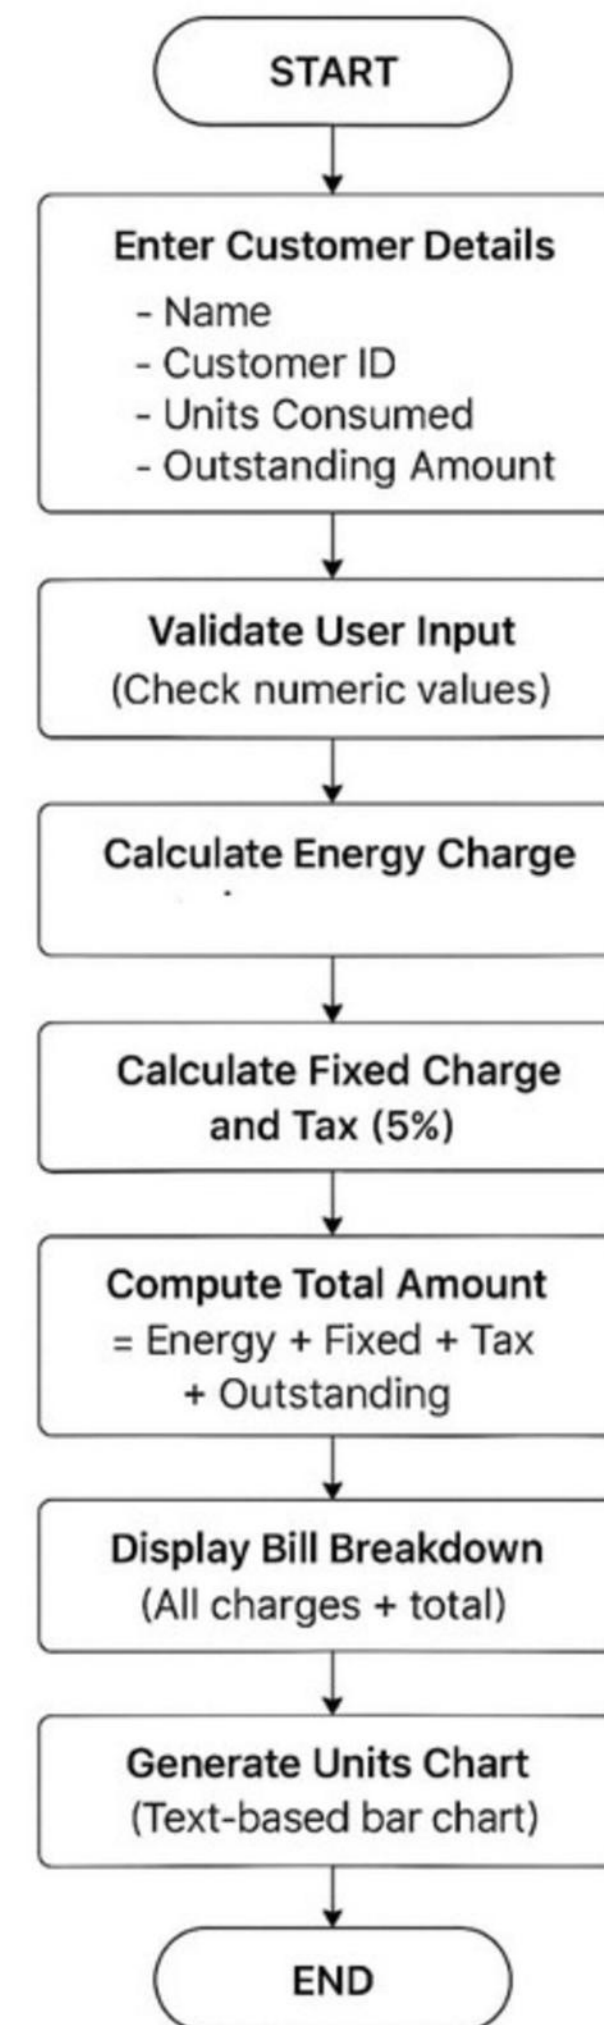 START
Enter Customer Details
- Name
- Customer ID
- Units Consumed
- Outstanding Amount
Validate User Input
(Check numeric values)
Calculate Energy Charge
Calculate Fixed Charge
and Tax (5%)
Compute Total Amount
= Energy + Fixed + Tax
+ Outstanding
Display Bill Breakdown
(All charges + total)
Generate Units Chart
(Text-based bar chart)
END